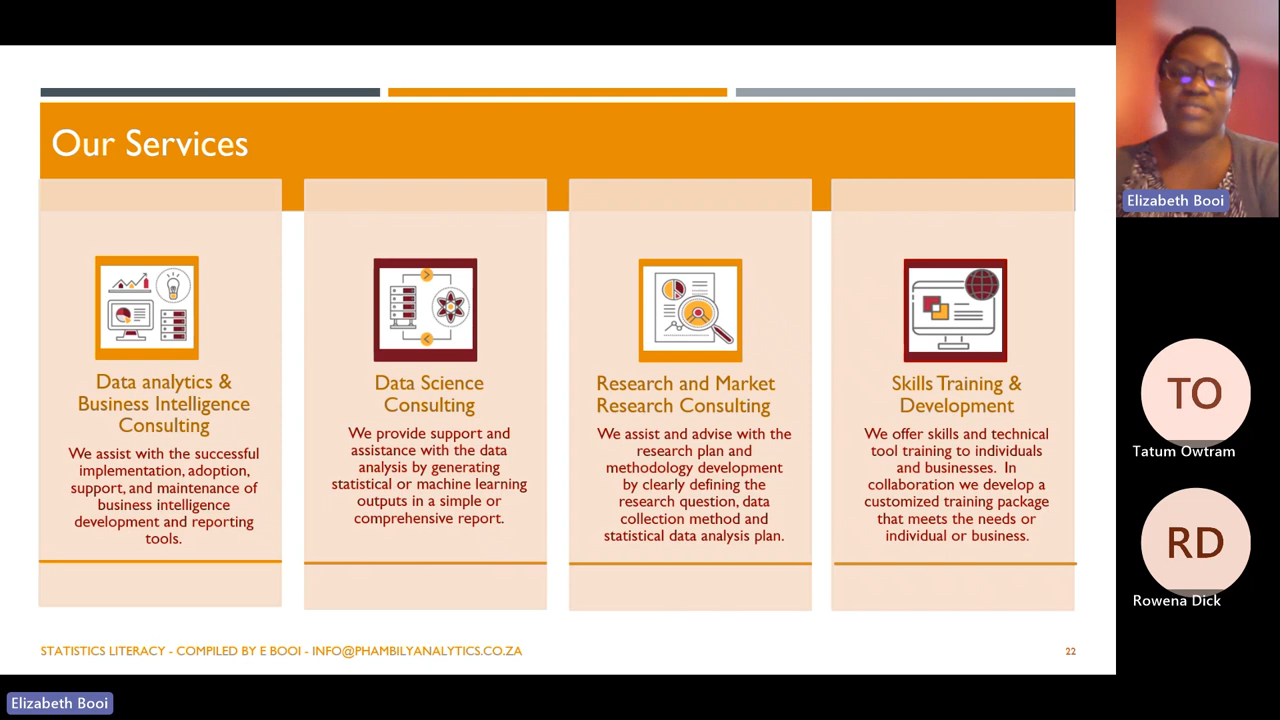 Our Services
Data analytics &
Business Intelligence
Consulting
We assist with the successful
implementation, adoption,
support, and maintenance of
business intelligence
development and reporting
tools.
Data Science
Consulting
We provide support and
assistance with the data
analysis by generating
statistical or machine learning
outputs in a simple or
comprehensive report.
Research and Market
Research Consulting
We assist and advise with the
research plan and
methodology development
by clearly defining the
research question, data
collection method and
statistical data analysis plan.
Skills Training &
Development
We offer skills and technical
tool training to individuals
and businesses. In
collaboration we develop a
customized training package
that meets the needs or
individual or business.
STATISTICS LITERACY - COMPILED BY E BOOI - INFO@PHAMBILYANALYTICS.CO.ZA
22
Elizabeth Booi
TO
Tatum Owtram
RD
Rowena Dick
Elizabeth Booi